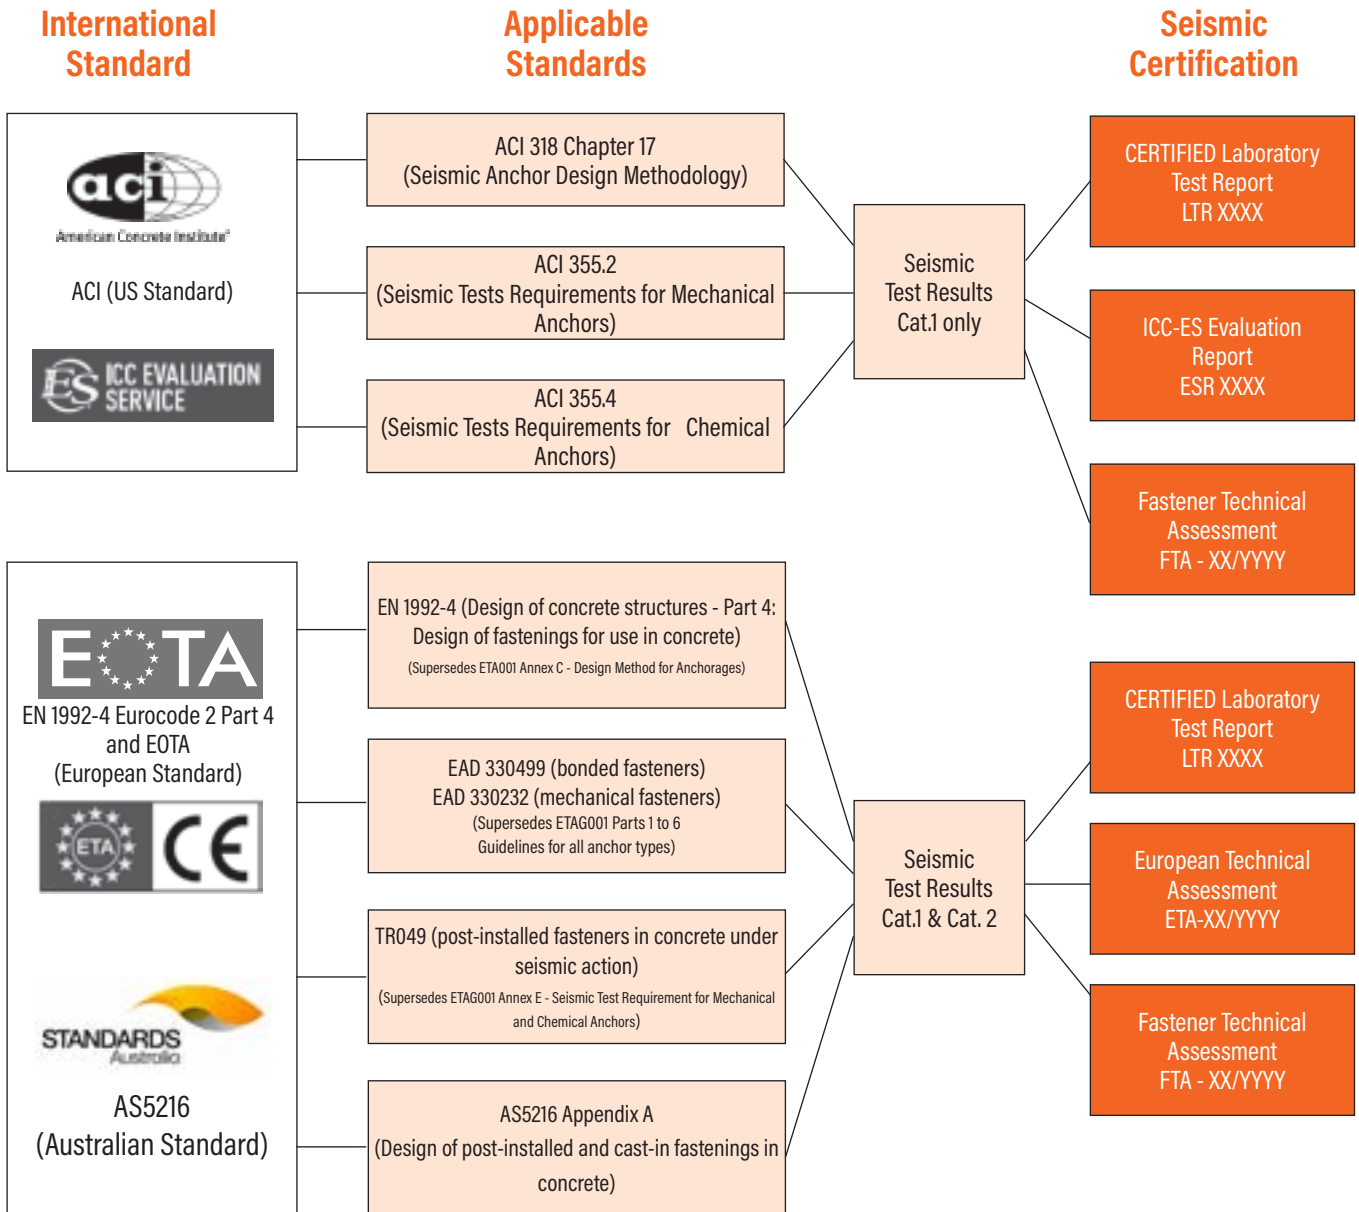 International
Standard
Applicable
Standards
Seismic
Certification
aci
American Concrete Institute®
ACI (US Standard)
ES ICC EVALUATION
SERVICE
ACI 318 Chapter 17
(Seismic Anchor Design Methodology)
ACI 355.2
(Seismic Tests Requirements for Mechanical
Anchors)
ACI 355.4
(Seismic Tests Requirements for Chemical
Anchors)
Seismic
Test Results
Cat.1 only
CERTIFIED Laboratory
Test Report
LTR XXXX
ICC-ES Evaluation
Report
ESR XXXX
Fastener Technical
Assessment
FTA - XX/YYYY
EOTA
EN 1992-4 Eurocode 2 Part 4
and EOTA
(European Standard)
ETA CE
STANDARDS
Australia
AS5216
(Australian Standard)
EN 1992-4 (Design of concrete structures - Part 4:
Design of fastenings for use in concrete)
(Supersedes ETA001 Annex C - Design Method for Anchorages)
EAD 330499 (bonded fasteners)
EAD 330232 (mechanical fasteners)
(Supersedes ETAG001 Parts 1 to 6
Guidelines for all anchor types)
TR049 (post-installed fasteners in concrete under
seismic action)
(Supersedes ETAG001 Annex E - Seismic Test Requirement for Mechanical
and Chemical Anchors)
AS5216 Appendix A
(Design of post-installed and cast-in fastenings in
concrete)
Seismic
Test Results
Cat.1 & Cat. 2
CERTIFIED Laboratory
Test Report
LTR XXXX
European Technical
Assessment
ETA-XX/YYYY
Fastener Technical
Assessment
FTA - XX/YYYY